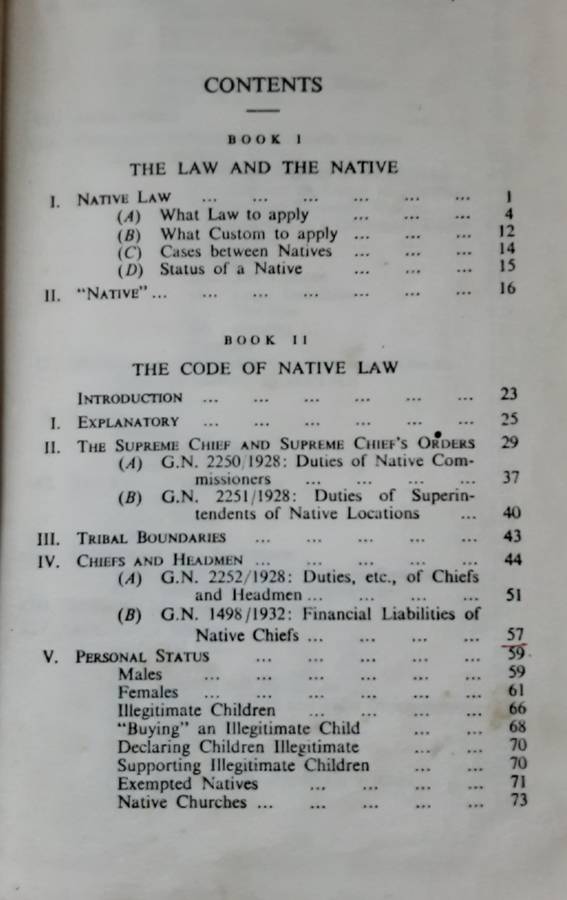 CONTENTS
BOOK I
THE LAW AND THE NATIVE
I. NATIVE LAW ... ... ... ... ... ... 1
(A) What Law to apply ... ... ... 4
(B) What Custom to apply ... ... ... 12
(C) Cases between Natives ... ... ... 14
(D) Status of a Native ... ... ... 15
II. "NATIVE" ... ... ... ... ... ... ... 16
BOOK II
THE CODE OF NATIVE LAW
INTRODUCTION ... ... ... ... ... ... 23
I. EXPLANATORY ... ... ... ... ... ... 25
II. THE SUPREME CHIEF AND SUPREME CHIEF'S ORDERS 29
(A) G.N. 2250/1928: Duties of Native Com-
missioners ... ... ... ... 37
(B) G.N. 2251/1928: Duties of Superin-
tendents of Native Locations ... 40
III. TRIBAL BOUNDARIES ... ... ... ... ... 43
IV. CHIEFS AND HEADMEN ... ... ... ... ... 44
(A) G.N. 2252/1928: Duties, etc., of Chiefs
and Headmen ... ... ... ... 51
(B) G.N. 1498/1932: Financial Liabilities of
Native Chiefs ... ... ... ... 57
V. PERSONAL STATUS ... ... ... ... ... 59
Males ... ... ... ... ... ... 59
Females ... ... ... ... ... ... 61
Illegitimate Children ... ... ... ... 66
"Buying" an Illegitimate Child ... ... 68
Declaring Children Illegitimate ... ... 70
Supporting Illegitimate Children ... ... 70
Exempted Natives ... ... ... ... 71
Native Churches ... ... ... ... ... 73